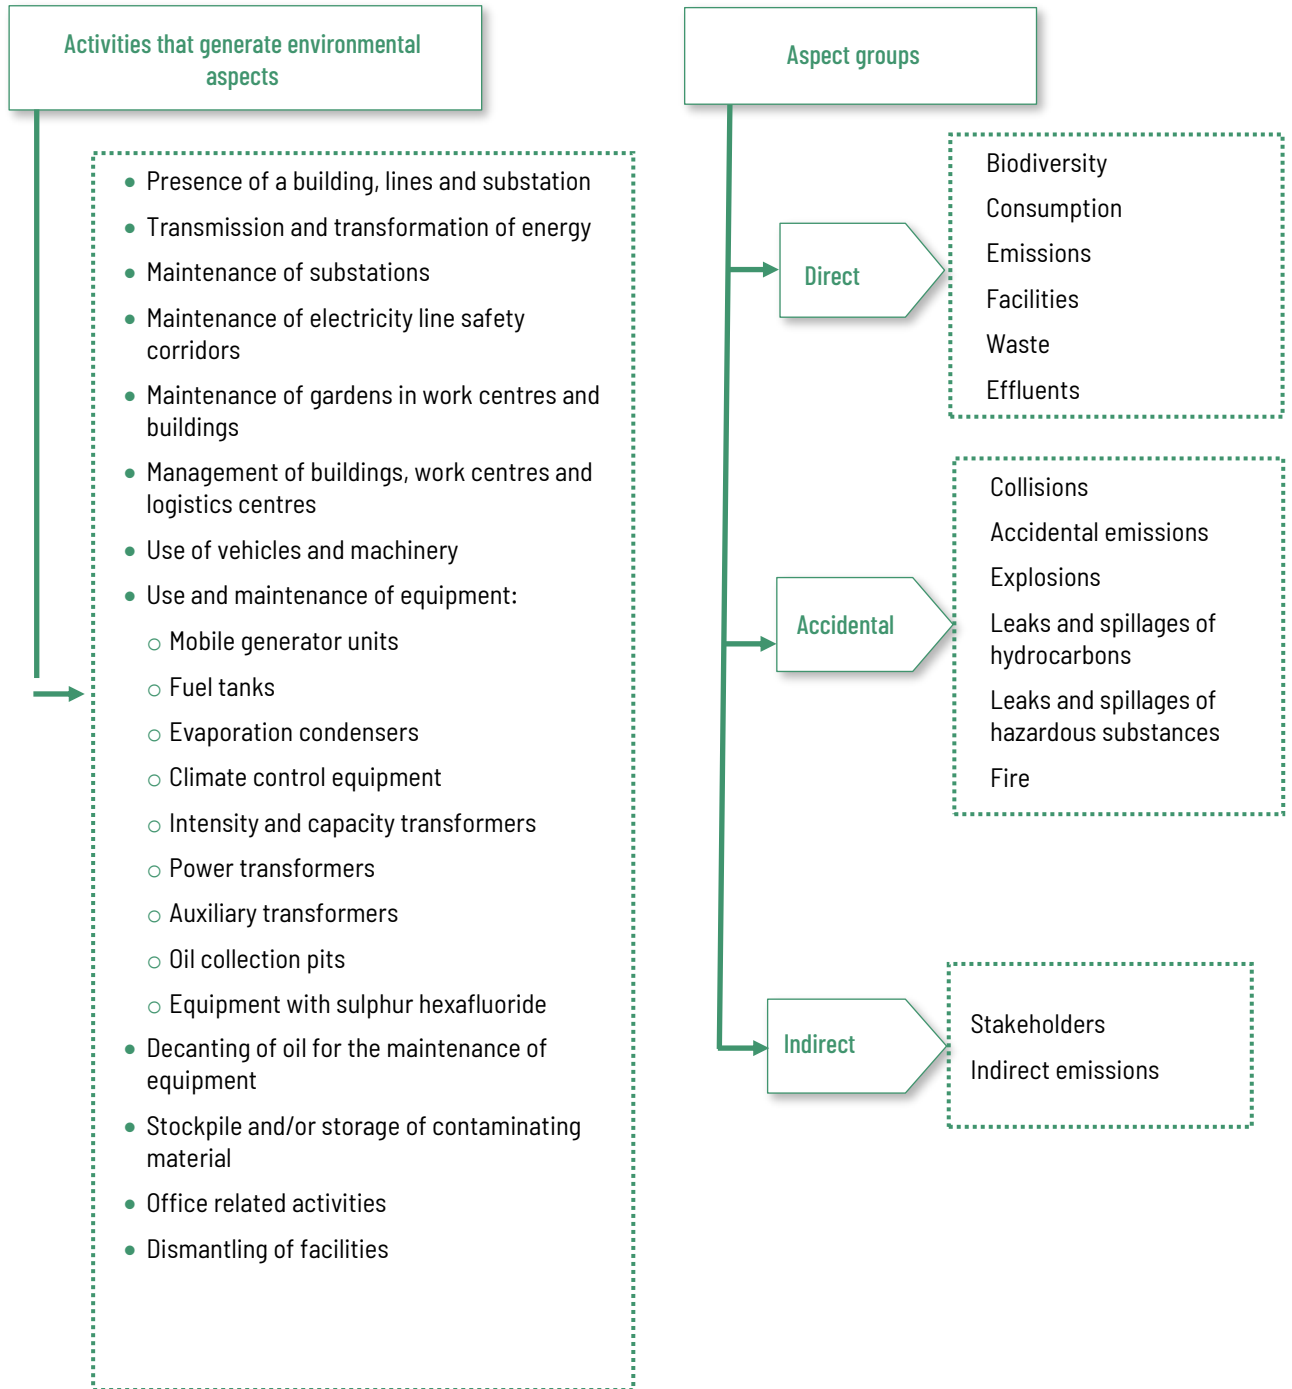 Activities that generate environmental
aspects
Presence of a building, lines and substation
Transmission and transformation of energy
Maintenance of substations
Maintenance of electricity line safety
corridors
Maintenance of gardens in work centres and
buildings
Management of buildings, work centres and
logistics centres
Use of vehicles and machinery
Use and maintenance of equipment:
Mobile generator units
Fuel tanks
Evaporation condensers
Climate control equipment
Intensity and capacity transformers
Power transformers
Auxiliary transformers
Oil collection pits
Equipment with sulphur hexafluoride
Decanting of oil for the maintenance of
equipment
Stockpile and/or storage of contaminating
material
Office related activities
Dismantling of facilities
Aspect groups
Direct
Biodiversity
Consumption
Emissions
Facilities
Waste
Effluents
Accidental
Collisions
Accidental emissions
Explosions
Leaks and spillages of
hydrocarbons
Leaks and spillages of
hazardous substances
Fire
Indirect
Stakeholders
Indirect emissions